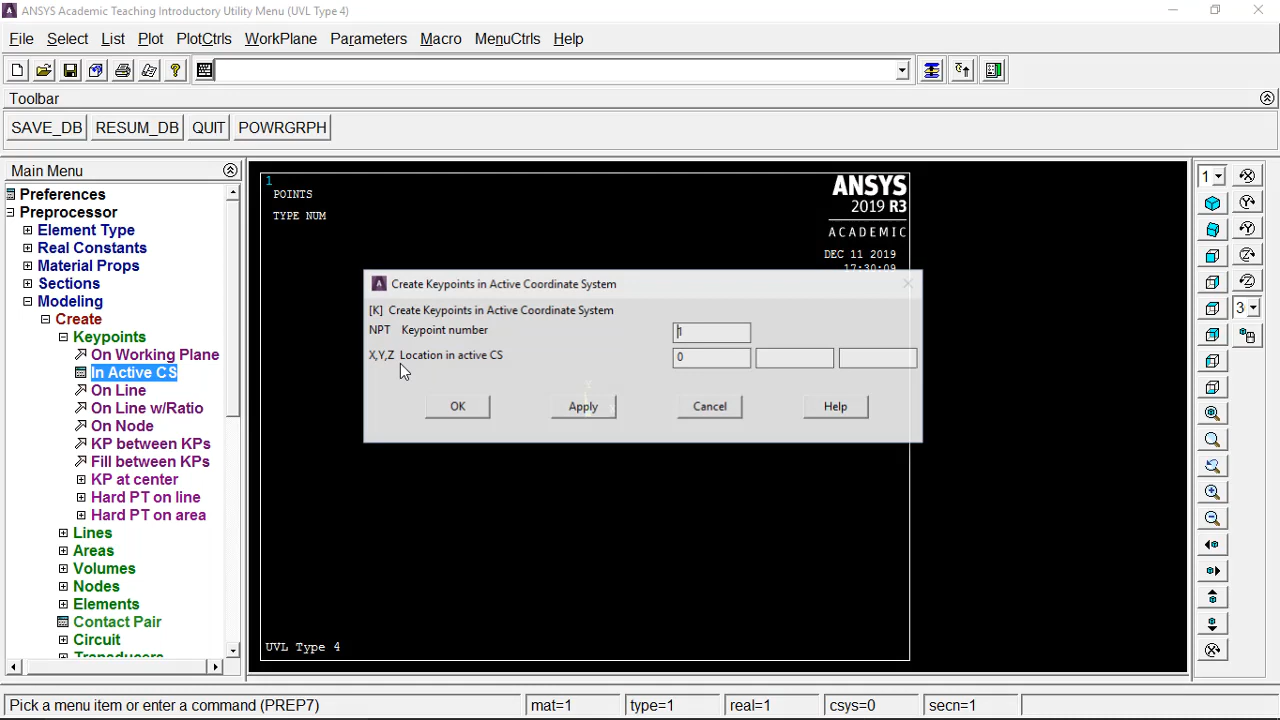 ANSYS Academic Teaching Introductory Utility Menu (UVL Type 4)
File Select List Plot PlotCtrls WorkPlane Parameters Macro MenuCtrls Help
Toolbar
SAVE_DB RESUM_DB QUIT POWRGRPH
Main Menu
Preferences
Preprocessor
Element Type
Real Constants
Material Props
Sections
Modeling
Create
Keypoints
On Working Plane
In Active CS
On Line
On Line w/Ratio
On Node
KP between KPs
Fill between KPs
KP at center
Hard PT on line
Hard PT on area
Lines
Areas
Volumes
Nodes
Elements
Contact Pair
Circuit
Transducers
1
POINTS
TYPE NUM
ANSYS
2019 R3
ACADEMIC
DEC 11 2019
17:30:09
Create Keypoints in Active Coordinate System
[K] Create Keypoints in Active Coordinate System
NPT Keypoint number 1
X,Y,Z Location in active CS 0
OK Apply Cancel Help
UVL Type 4
1
3
Pick a menu item or enter a command (PREP7) mat=1 type=1 real=1 csys=0 secn=1